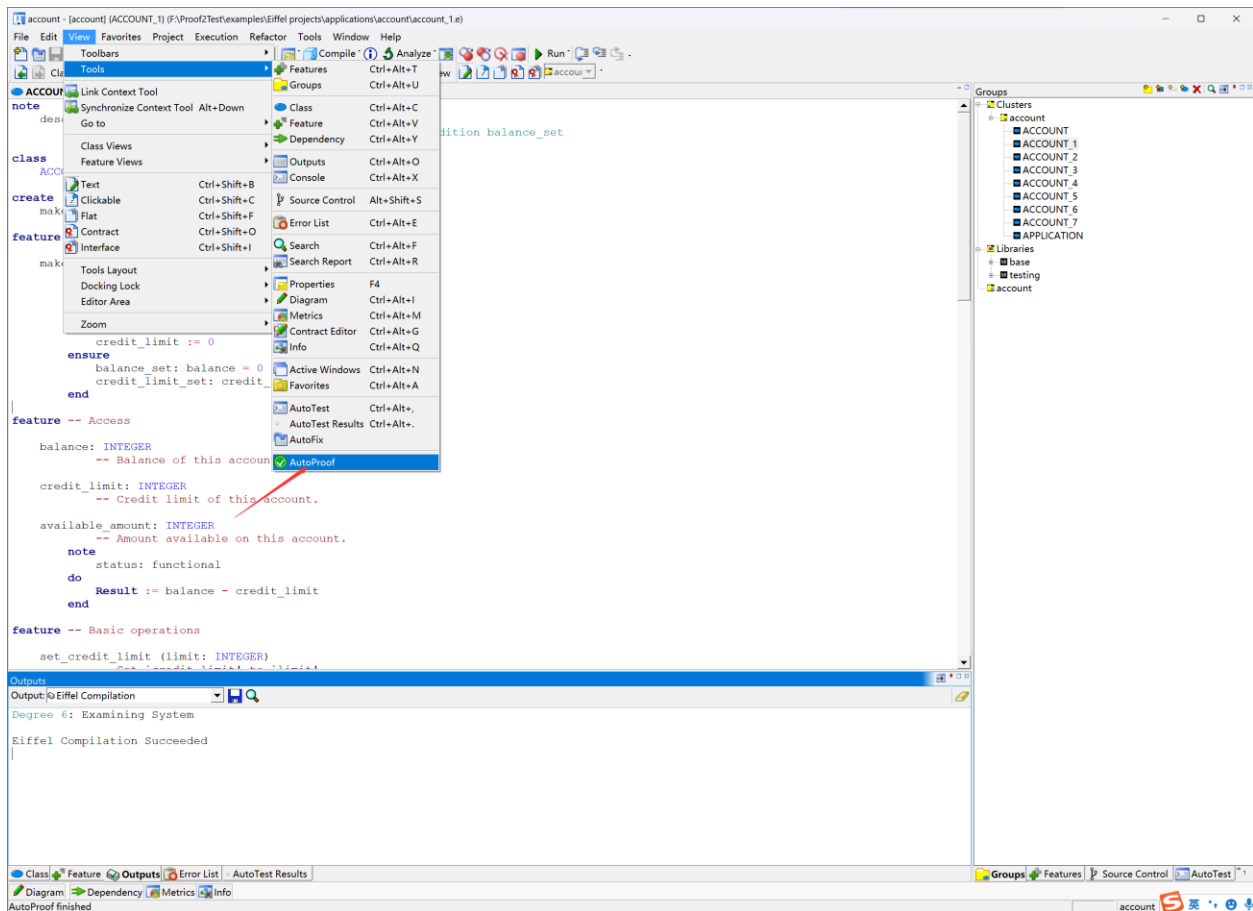 account - [account] (ACCOUNT_1) (F:\Proof2Test\examples\Eiffel projects\applications\account\account_1.e)
File Edit View Favorites Project Execution Refactor Tools Window Help
Compile Analyze Run
Toolbars
Tools
Link Context Tool
Synchronize Context Tool Alt+Down
Go to
Class Views
Feature Views
Text Ctrl+Shift+B
Clickable Ctrl+Shift+C
Flat Ctrl+Shift+F
Contract Ctrl+Shift+O
Interface Ctrl+Shift+I
Tools Layout
Docking Lock
Editor Area
Zoom
Features Ctrl+Alt+T
Groups Ctrl+Alt+U
Class Ctrl+Alt+C
Feature Ctrl+Alt+V
Dependency Ctrl+Alt+Y
Outputs Ctrl+Alt+O
Console Ctrl+Alt+X
Source Control Alt+Shift+S
Error List Ctrl+Alt+E
Search Ctrl+Alt+F
Search Report Ctrl+Alt+R
Properties F4
Diagram Ctrl+Alt+I
Metrics Ctrl+Alt+M
Contract Editor Ctrl+Alt+G
Info Ctrl+Alt+Q
Active Windows Ctrl+Alt+N
Favorites Ctrl+Alt+A
AutoTest Ctrl+Alt+,
AutoTest Results Ctrl+Alt+.
AutoFix
AutoProof
note
dition balance_set
class
create
feature
credit_limit := 0
ensure
balance_set: balance = 0
credit_limit_set: credit_
end
feature -- Access
balance: INTEGER
-- Balance of this accoun
credit_limit: INTEGER
-- Credit limit of this account.
available_amount: INTEGER
-- Amount available on this account.
note
status: functional
do
Result := balance - credit_limit
end
feature -- Basic operations
set_credit_limit (limit: INTEGER)
Groups
Clusters
account
ACCOUNT
ACCOUNT_1
ACCOUNT_2
ACCOUNT_3
ACCOUNT_4
ACCOUNT_5
ACCOUNT_6
ACCOUNT_7
APPLICATION
Libraries
base
testing
account
Outputs
Output: Eiffel Compilation
Degree 6: Examining System
Eiffel Compilation Succeeded
Class Feature Outputs Error List AutoTest Results
Groups Features Source Control AutoTest
Diagram Dependency Metrics Info
AutoProof finished
account
英